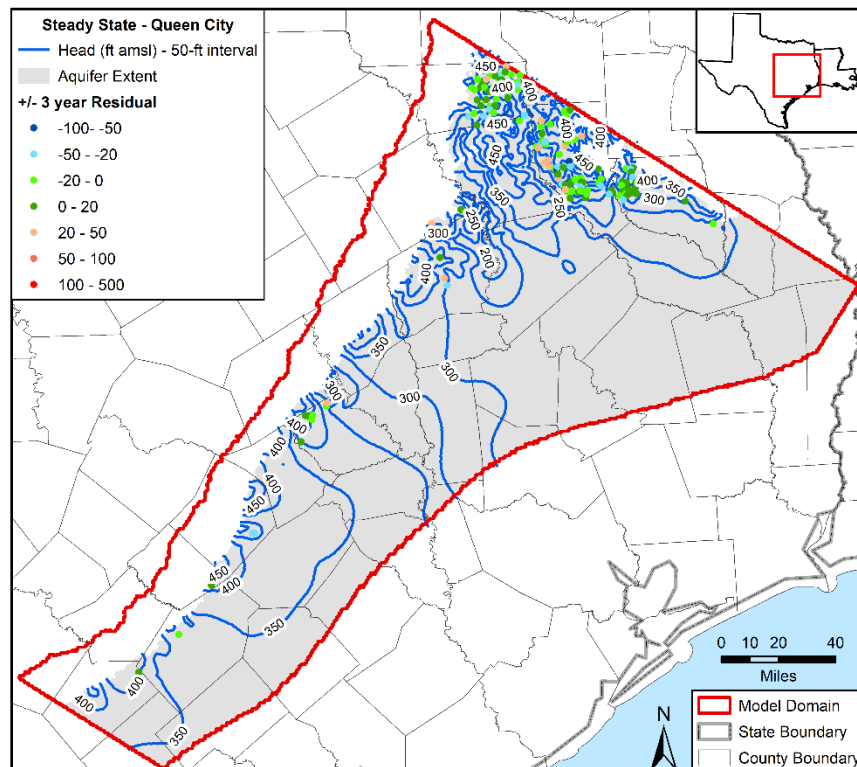 Steady State - Queen City
Head (ft amsl) - 50-ft interval
Aquifer Extent
+/- 3 year Residual
-100- -50
-50 - -20
-20 - 0
0 - 20
20 - 50
50 - 100
100 - 500
450
400
400
450
400
400
450
450
400
350
350
300
250
250
300
200
400
350
300
300
300
400
400
450
450
400
350
400
400
350
0 10 20 40
Miles
N
Model Domain
State Boundary
County Boundary